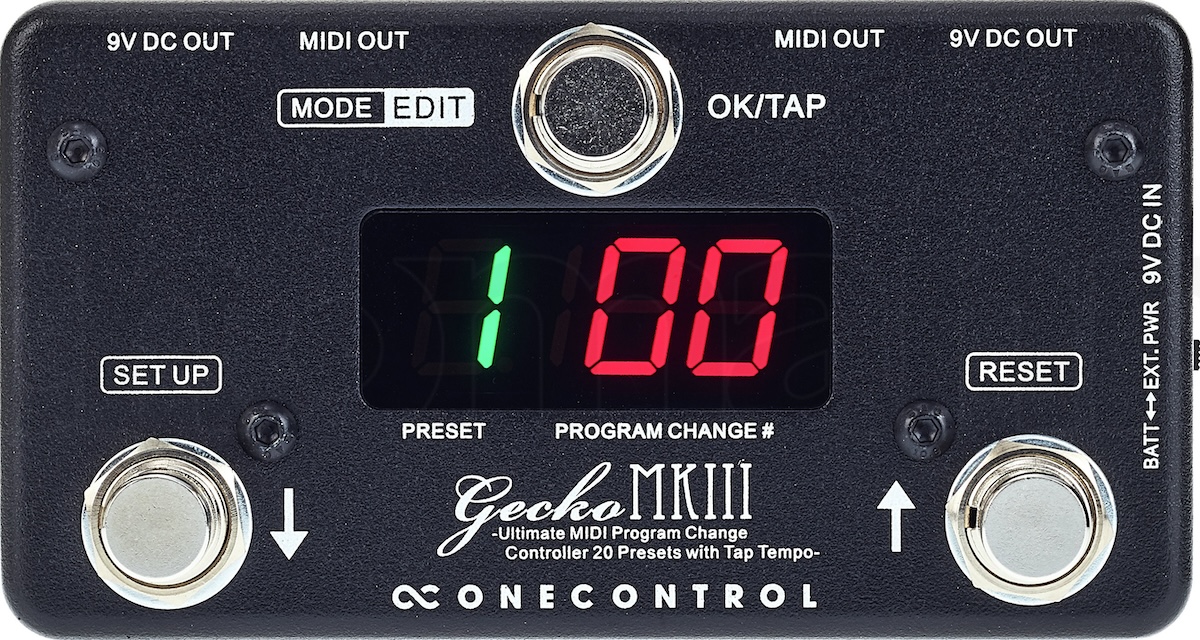 9V DC OUT MIDI OUT MIDI OUT 9V DC OUT
MODE EDIT OK/TAP
9V DC IN
BATT↔EXT.PWR
1 00
SET UP RESET
PRESET PROGRAM CHANGE #
Gecko MKIII
-Ultimate MIDI Program Change
Controller 20 Presets with Tap Tempo-
ONECONTROL